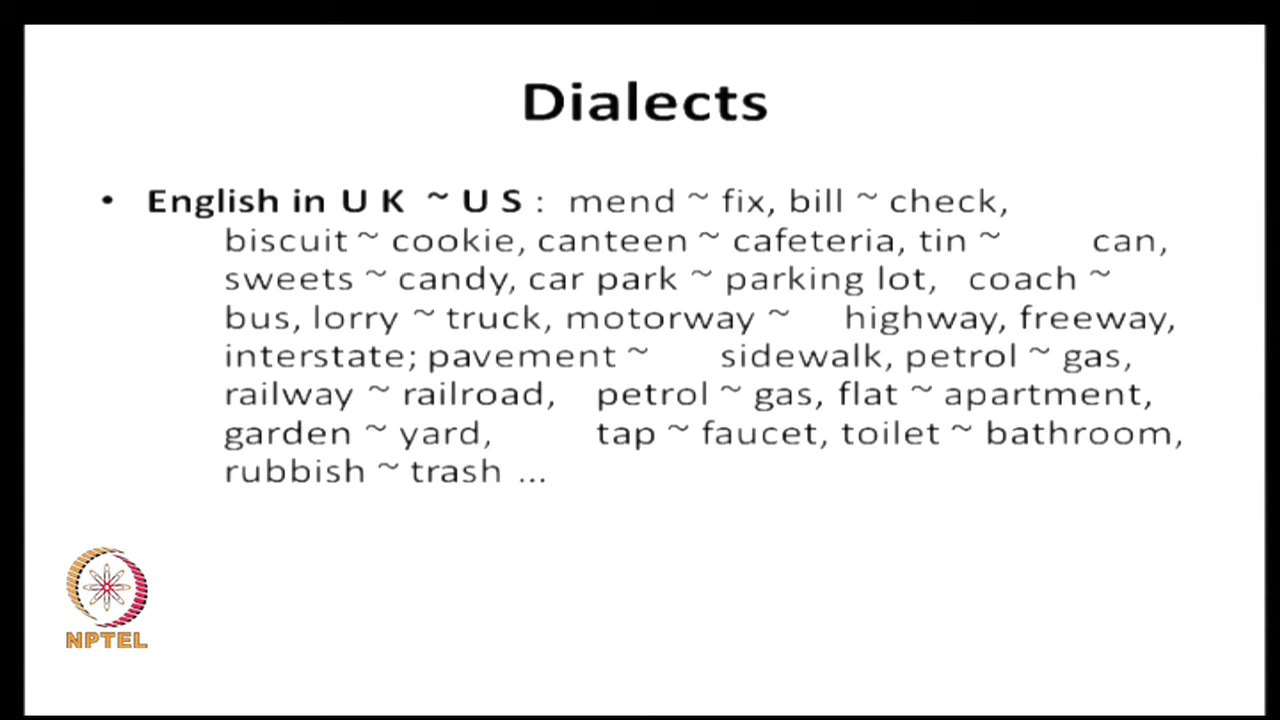 Dialects
• English in U K ~ U S : mend ~ fix, bill ~ check,
biscuit ~ cookie, canteen ~ cafeteria, tin ~ can,
sweets ~ candy, car park ~ parking lot, coach ~
bus, lorry ~ truck, motorway ~ highway, freeway,
interstate; pavement ~ sidewalk, petrol ~ gas,
railway ~ railroad, petrol ~ gas, flat ~ apartment,
garden ~ yard, tap ~ faucet, toilet ~ bathroom,
rubbish ~ trash ...
NPTEL